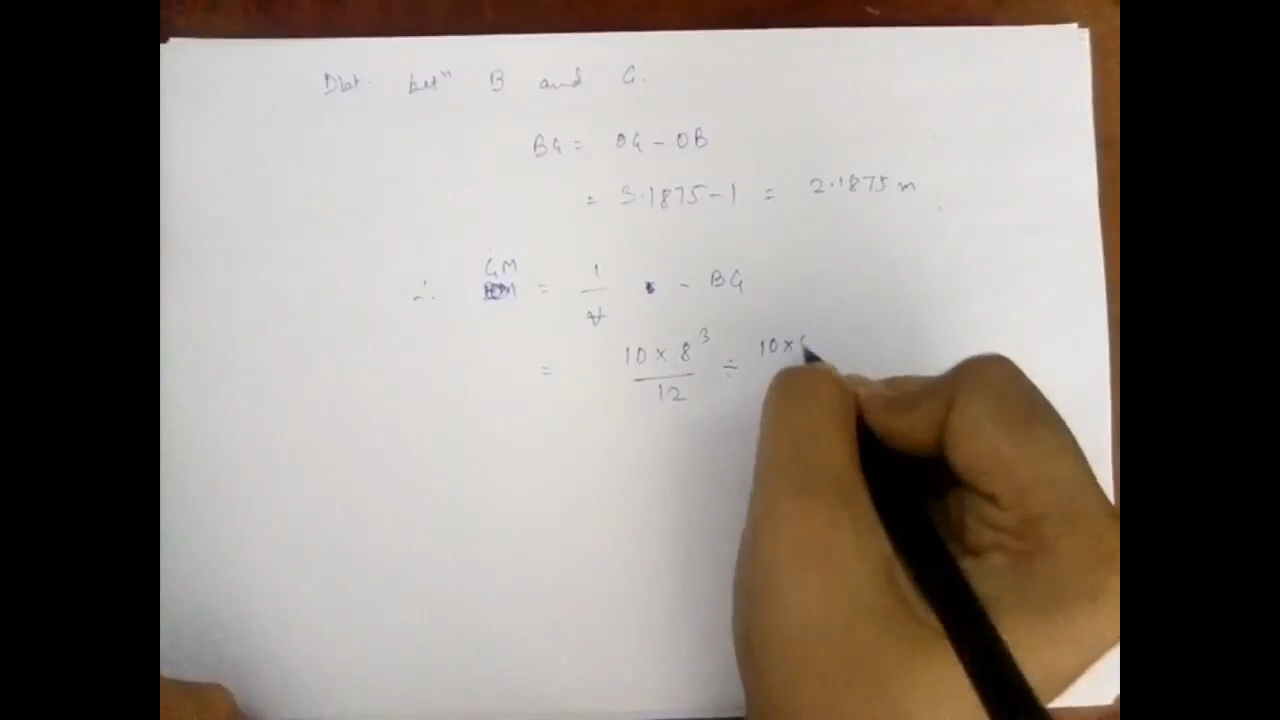 Dist. betn B and G.
BG = OG - OB
= 3.1875 - 1 = 2.1875 m
GM
∴ = I / V - BG
= 10 × 8³ / 12 ÷ 10 ×